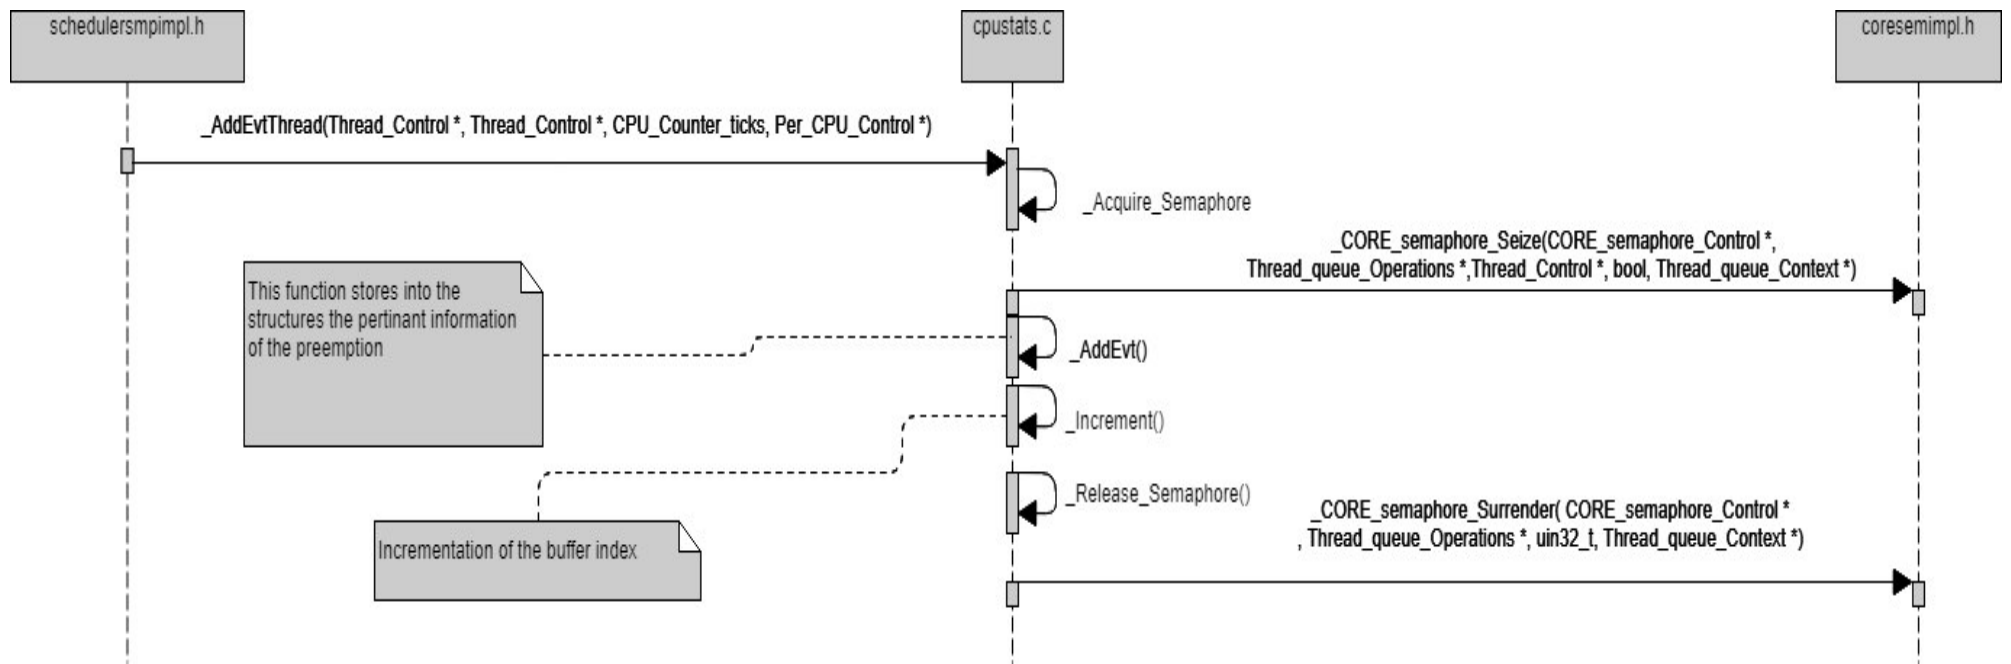 schedulersmpimpl.h
cpustats.c
coresemimpl.h
_AddEvtThread(Thread_Control *, Thread_Control *, CPU_Counter_ticks, Per_CPU_Control *)
_Acquire_Semaphore
_CORE_semaphore_Seize(CORE_semaphore_Control *,
Thread_queue_Operations *,Thread_Control *, bool, Thread_queue_Context *)
This function stores into the
structures the pertinant information
of the preemption
_AddEvt()
_Increment()
_Release_Semaphore()
_CORE_semaphore_Surrender( CORE_semaphore_Control *
, Thread_queue_Operations *, uin32_t, Thread_queue_Context *)
Incrementation of the buffer index